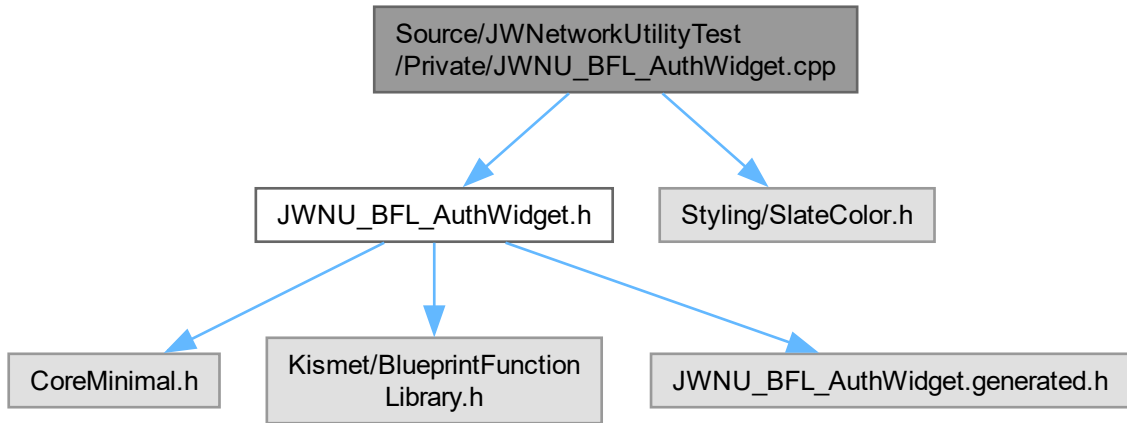 Source/JWNetworkUtilityTest
/Private/JWNU_BFL_AuthWidget.cpp
JWNU_BFL_AuthWidget.h
Styling/SlateColor.h
CoreMinimal.h
Kismet/BlueprintFunction
Library.h
JWNU_BFL_AuthWidget.generated.h